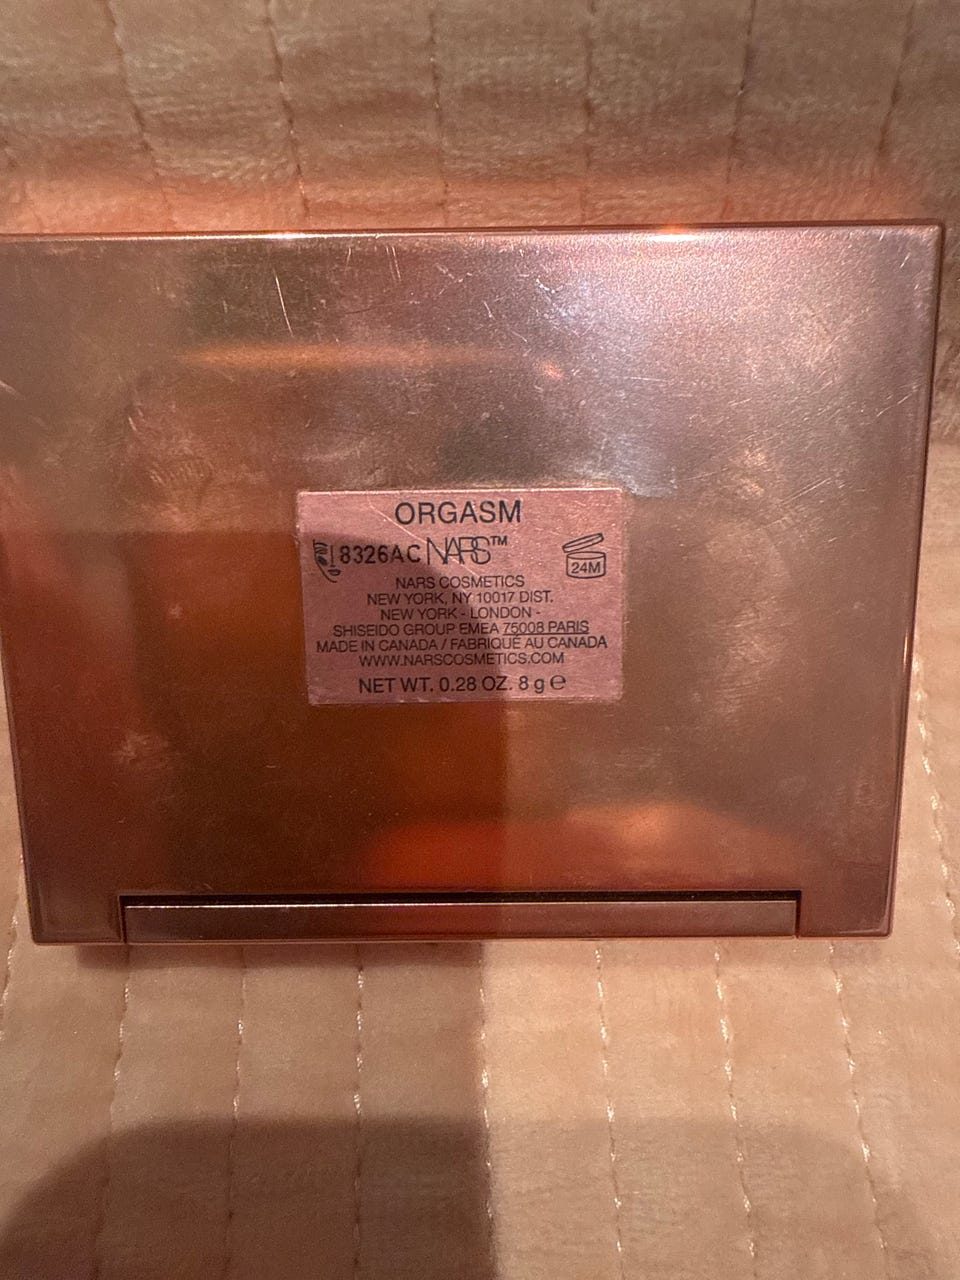 ORGASM
8326AC NARS™
24M
NARS COSMETICS
NEW YORK, NY 10017 DIST.
NEW YORK - LONDON -
SHISEIDO GROUP EMEA 75008 PARIS
MADE IN CANADA / FABRIQUÉ AU CANADA
WWW.NARSCOSMETICS.COM
NET WT. 0.28 OZ. 8 g ℮